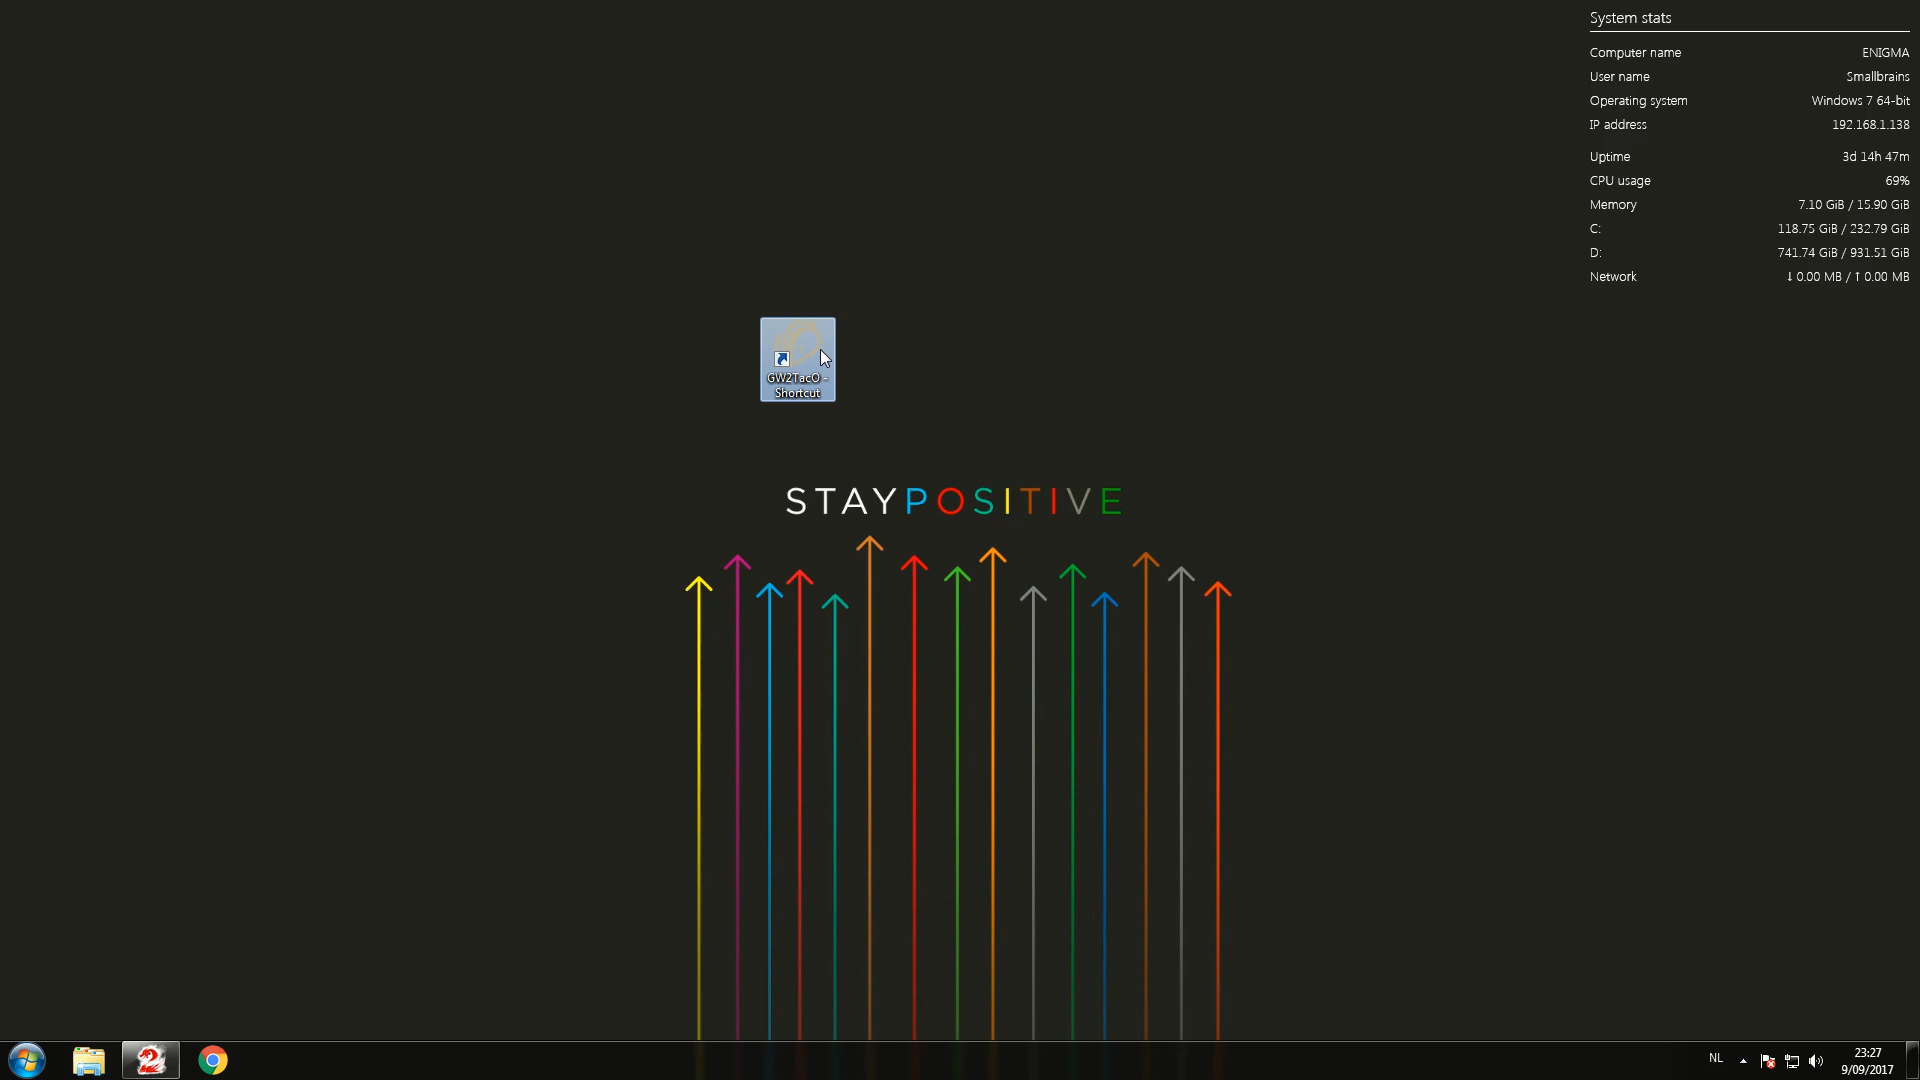 System stats
Computer name ENIGMA
User name Smallbrains
Operating system Windows 7 64-bit
IP address 192.168.1.138
Uptime 3d 14h 47m
CPU usage 69%
Memory 7.10 GiB / 15.90 GiB
C: 118.75 GiB / 232.79 GiB
D: 741.74 GiB / 931.51 GiB
Network ↓ 0.00 MB / ↑ 0.00 MB
GW2TacO -
Shortcut
STAYPOSITIVE
NL
23:27
9/09/2017